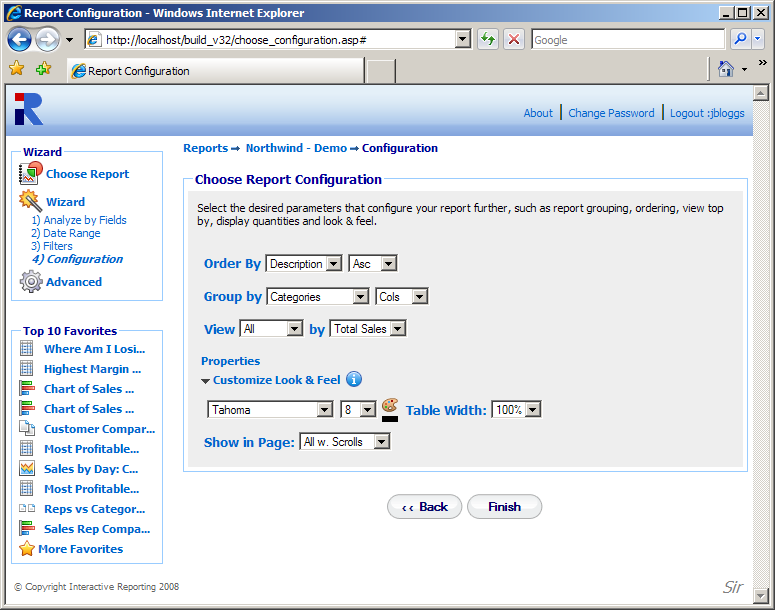 Report Configuration - Windows Internet Explorer
http://localhost/build_v32/choose_configuration.asp#
Google
Report Configuration
»
About
Change Password
Logout :jbloggs
Wizard
Choose Report
Wizard
1) Analyze by Fields
2) Date Range
3) Filters
4) Configuration
Advanced
Top 10 Favorites
Where Am I Losi...
Highest Margin ...
Chart of Sales ...
Chart of Sales ...
Customer Compar...
Most Profitable...
Sales by Day: C...
Most Profitable...
Reps vs Categor...
Sales Rep Compa...
More Favorites
Reports ➞ Northwind - Demo ➞ Configuration
Choose Report Configuration
Select the desired parameters that configure your report further, such as report grouping, ordering, view top
by, display quantities and look & feel.
Order By Description Asc
Group by Categories Cols
View All by Total Sales
Properties
Customize Look & Feel i
Tahoma 8 Table Width: 100%
Show in Page: All w. Scrolls
‹‹ Back
Finish
© Copyright Interactive Reporting 2008
Sir